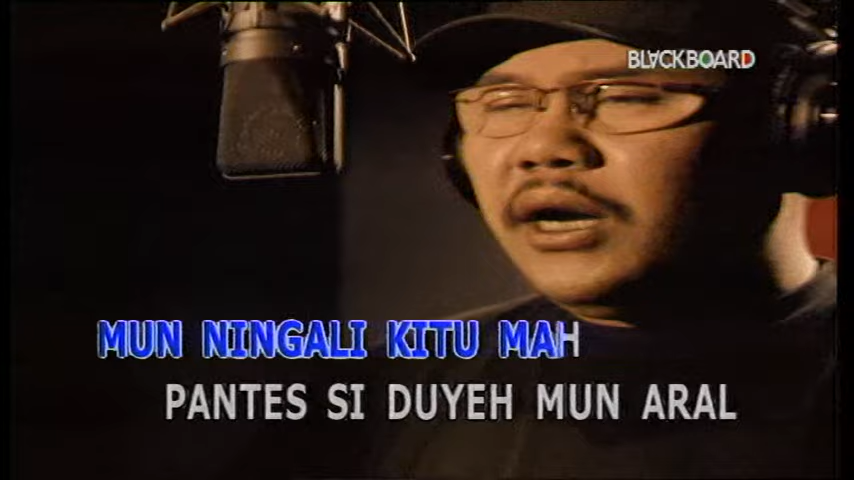 BLACKBOARD
MUN NINGALI KITU MAH
PANTES SI DUYEH MUN ARAL